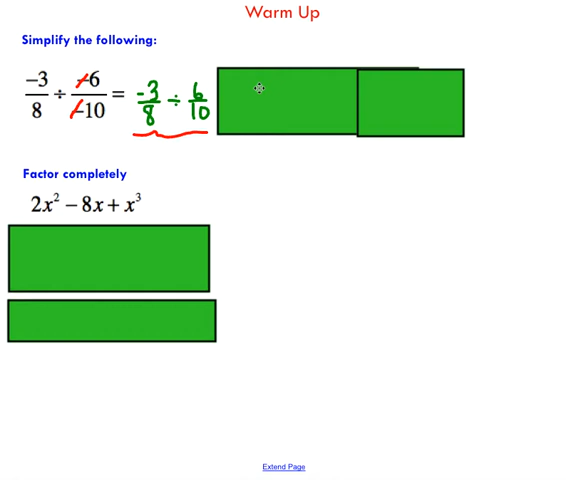 Warm Up
Simplify the following:
−3/8 ÷ −6/−10 = -3/8 ÷ 6/10
Factor completely
2x² − 8x + x³
Extend Page